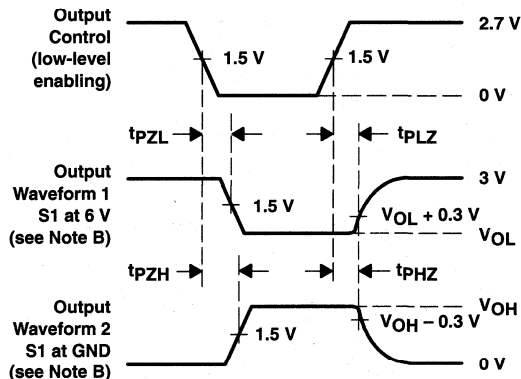 Output
Control
(low-level
enabling)
1.5 V
1.5 V
2.7 V
0 V
tPZL
tPLZ
Output
Waveform 1
S1 at 6 V
(see Note B)
1.5 V
3 V
VOL + 0.3 V
VOL
tPZH
tPHZ
Output
Waveform 2
S1 at GND
(see Note B)
1.5 V
VOH
VOH – 0.3 V
0 V